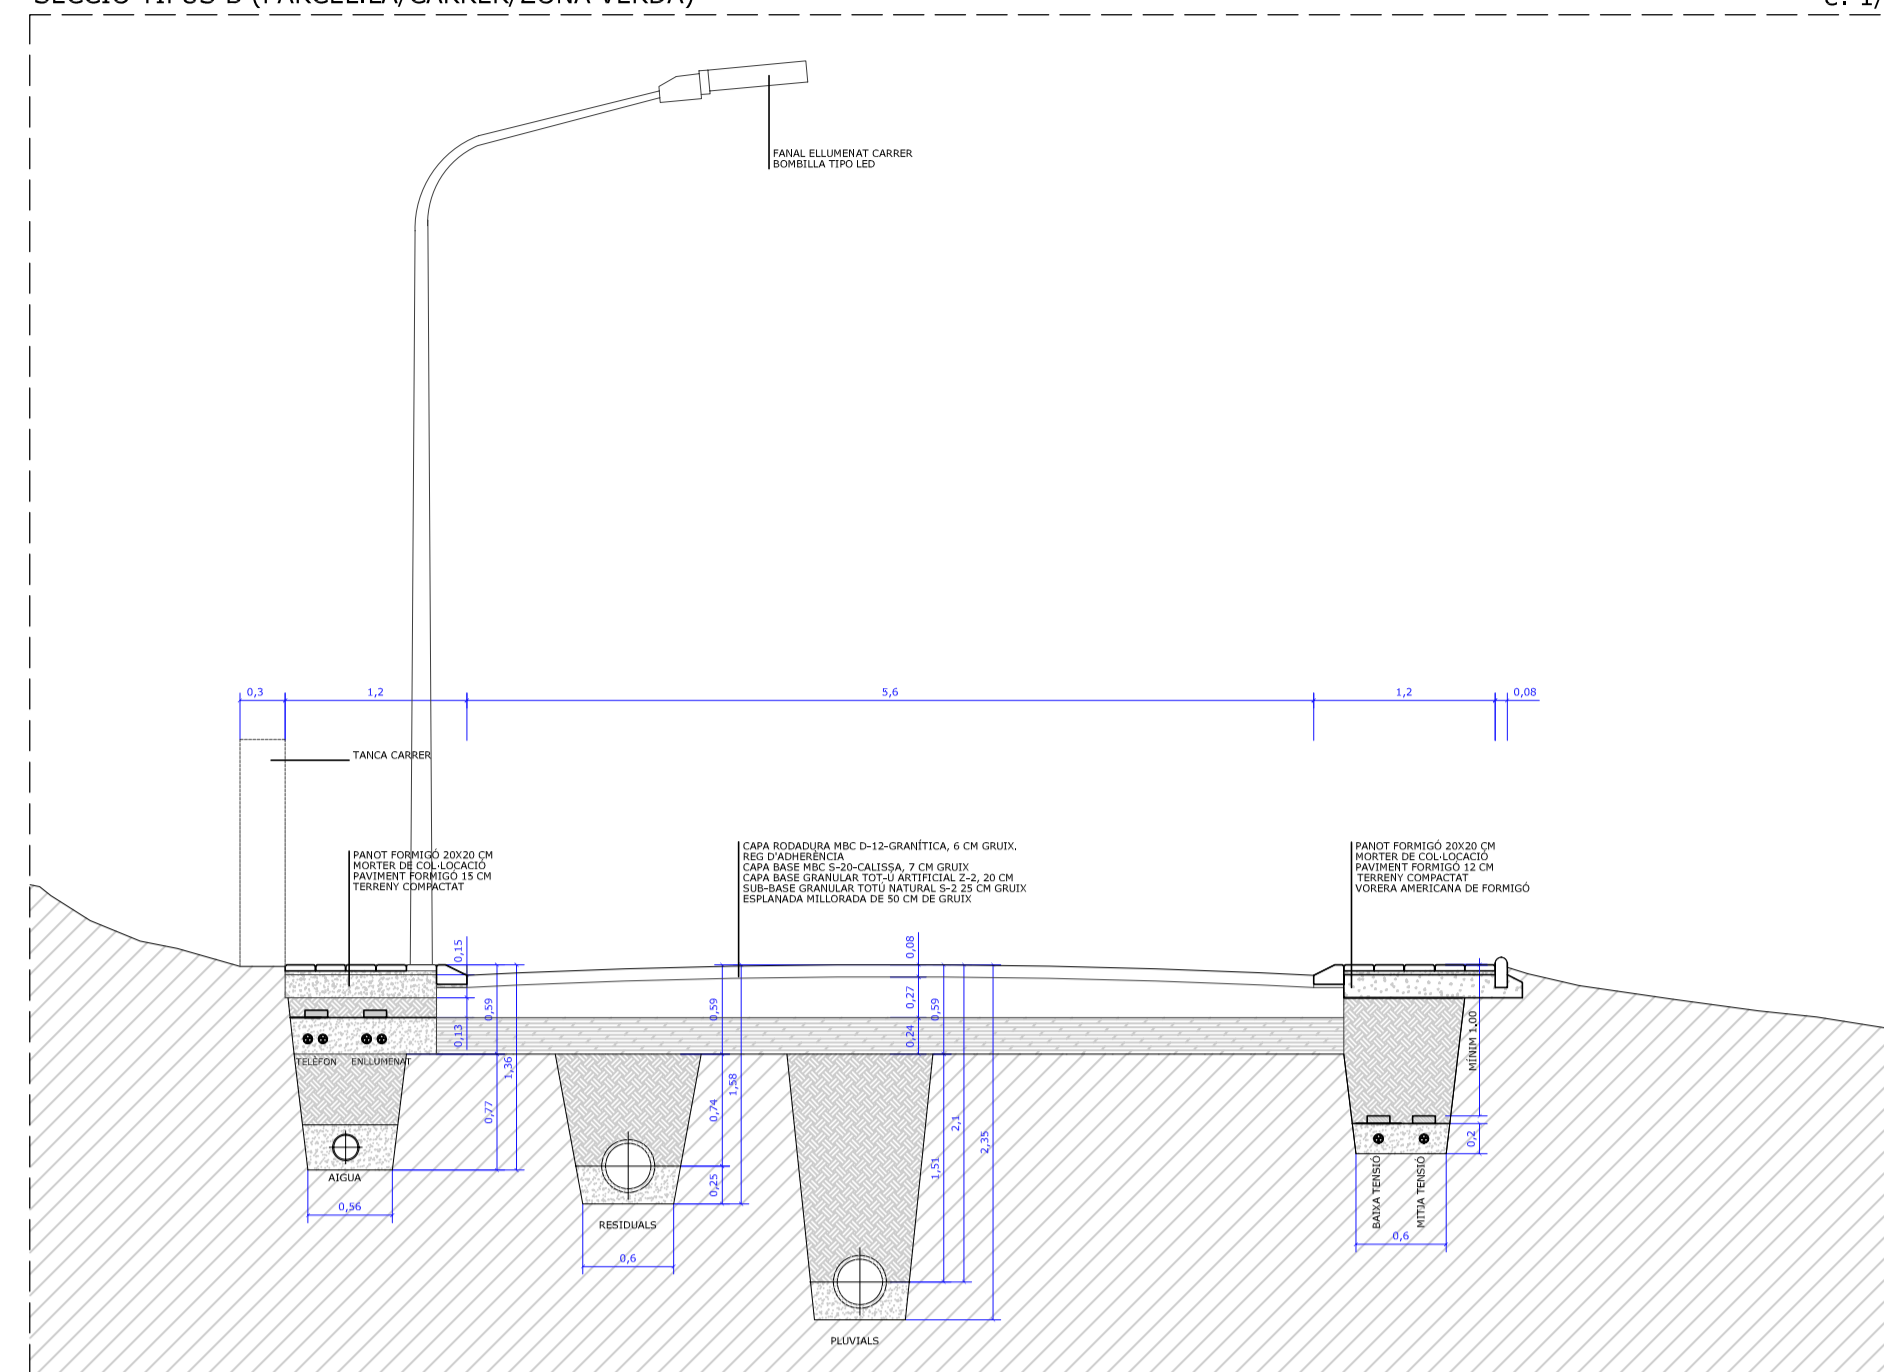 FANAL ELLUMENAT CARRER
BOMBILLA TIPO LED
0,3
1,2
5,6
1,2
0,08
TANCA CARRER
PANOT FORMIGÓ 20X20 CM
MORTER DE COL·LOCACIÓ
PAVIMENT FORMIGÓ 15 CM
TERRENY COMPACTAT
CAPA RODADURA MBC D-12-GRANÍTICA, 6 CM GRUIX.
REG D'ADHERÈNCIA
CAPA BASE MBC S-20-CALISSA, 7 CM GRUIX
CAPA BASE GRANULAR TOT-Ú ARTIFICIAL Z-2, 20 CM
SUB-BASE GRANULAR TOTÚ NATURAL S-2 25 CM GRUIX
ESPLANADA MILLORADA DE 50 CM DE GRUIX
PANOT FORMIGÓ 20X20 CM
MORTER DE COL·LOCACIÓ
PAVIMENT FORMIGÓ 12 CM
TERRENY COMPACTAT
VORERA AMERICANA DE FORMIGÓ
0,15
0,59
0,13
1,36
0,77
0,59
0,74
1,58
0,25
0,08
0,27
0,59
0,24
2,1
2,35
1,51
MÍNIM 1.00
0,2
TELÈFON
ENLLUMENAT
AIGUA
0,56
RESIDUALS
0,6
PLUVIALS
BAIXA TENSIÓ
MITJA TENSIÓ
0,6